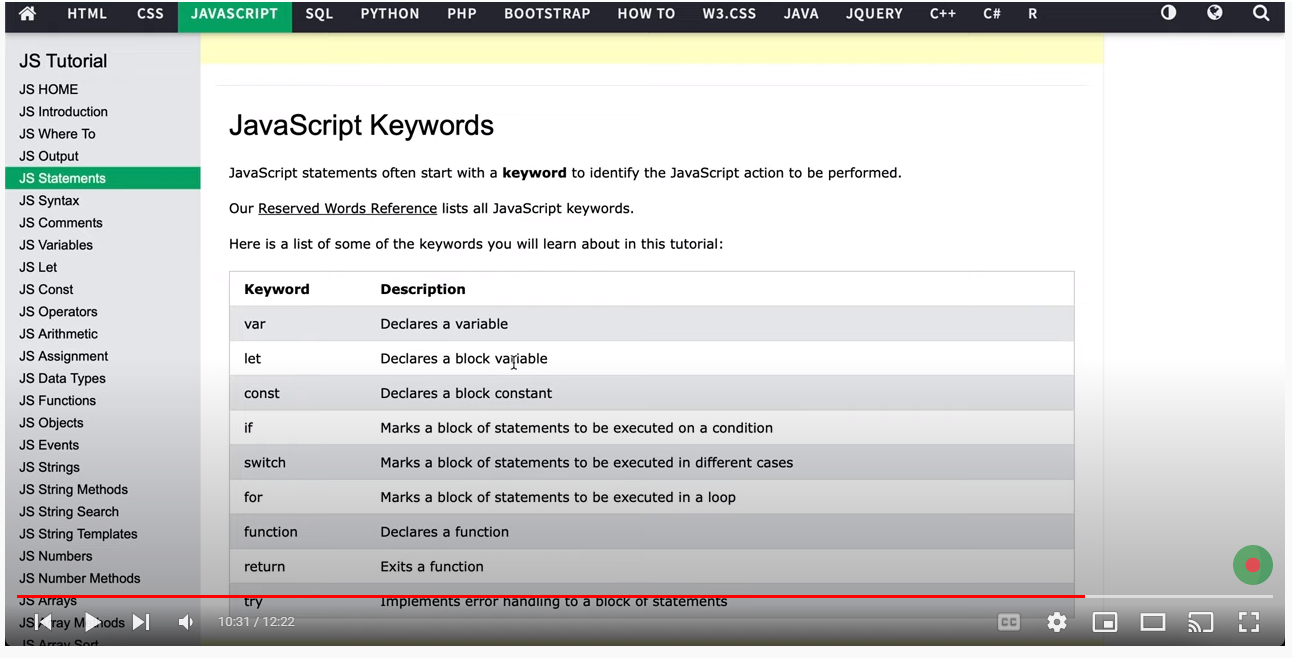 HTML CSS JAVASCRIPT SQL PYTHON PHP BOOTSTRAP HOW TO W3.CSS JAVA JQUERY C++ C# R
JS Tutorial
JS HOME
JS Introduction
JS Where To
JS Output
JS Statements
JS Syntax
JS Comments
JS Variables
JS Let
JS Const
JS Operators
JS Arithmetic
JS Assignment
JS Data Types
JS Functions
JS Objects
JS Events
JS Strings
JS String Methods
JS String Search
JS String Templates
JS Numbers
JS Number Methods
JS Arrays
JS Array Methods
JS Array Sort
JavaScript Keywords
JavaScript statements often start with a keyword to identify the JavaScript action to be performed.
Our Reserved Words Reference lists all JavaScript keywords.
Here is a list of some of the keywords you will learn about in this tutorial:
Keyword Description
var Declares a variable
let Declares a block variable
const Declares a block constant
if Marks a block of statements to be executed on a condition
switch Marks a block of statements to be executed in different cases
for Marks a block of statements to be executed in a loop
function Declares a function
return Exits a function
try Implements error handling to a block of statements
10:31 / 12:22
CC